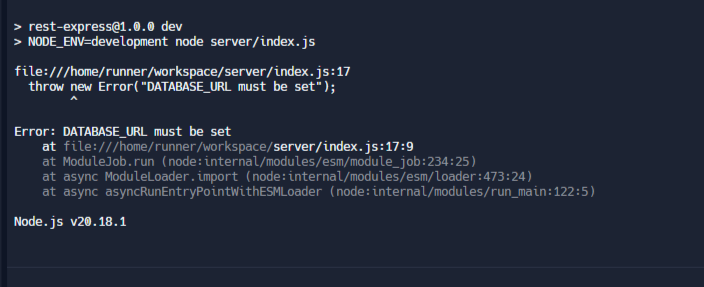 > rest-express@1.0.0 dev
> NODE_ENV=development node server/index.js
file:///home/runner/workspace/server/index.js:17
  throw new Error("DATABASE_URL must be set");
        ^
Error: DATABASE_URL must be set
    at file:///home/runner/workspace/server/index.js:17:9
    at ModuleJob.run (node:internal/modules/esm/module_job:234:25)
    at async ModuleLoader.import (node:internal/modules/esm/loader:473:24)
    at async asyncRunEntryPointWithESMLoader (node:internal/modules/run_main:122:5)
Node.js v20.18.1